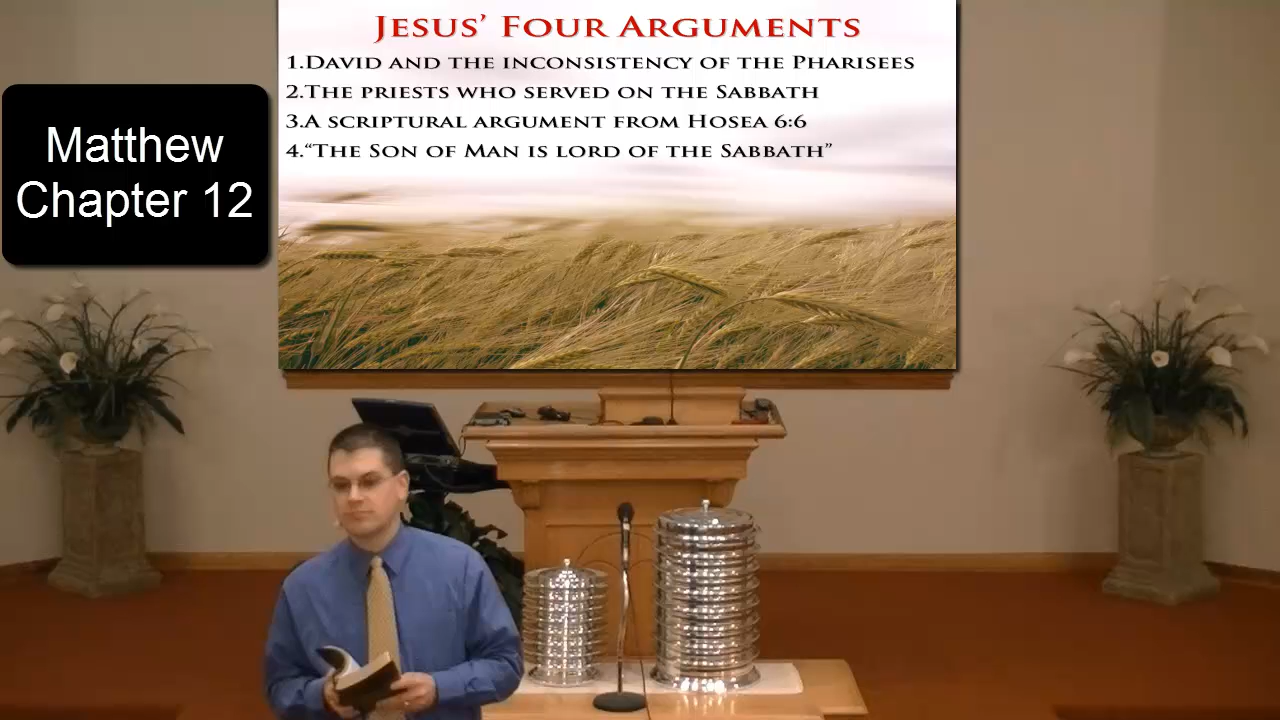 Jesus' Four Arguments
1.David and the inconsistency of the Pharisees
2.The priests who served on the Sabbath
3.A scriptural argument from Hosea 6:6
4."The Son of Man is lord of the Sabbath"
Matthew
Chapter 12